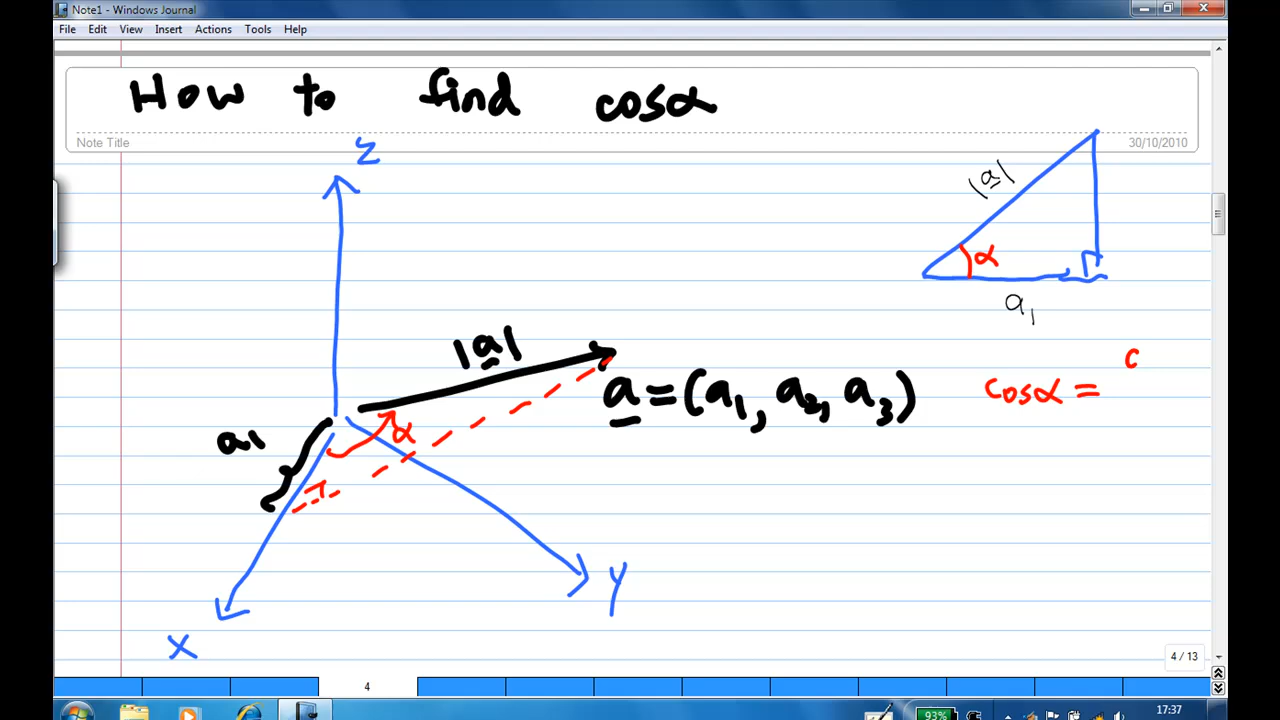 Note1 - Windows Journal
File Edit View Insert Actions Tools Help
How to find cosα
Note Title
30/10/2010
z
|a|
α
a₁
|a|
a = (a₁, a₂, a₃)
cosα =
a1
α
y
x
4 / 13
4
93%
17:37